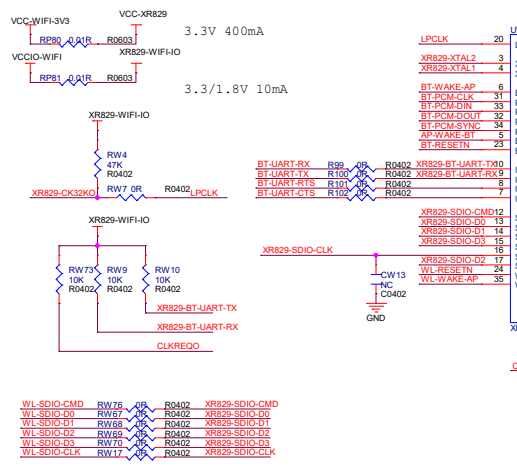 VCC-WIFI-3V3
VCC-XR829
3.3V 400mA
RP80 0.01R R0603
VCCIO-WIFI
XR829-WIFI-IO
RP81 0.01R R0603
3.3/1.8V 10mA
XR829-WIFI-IO
RW4
47K
R0402
XR829-CK32KO
RW7 0R
R0402
LPCLK
XR829-WIFI-IO
RW73
10K
R0402
RW9
10K
R0402
RW10
10K
R0402
XR829-BT-UART-TX
XR829-BT-UART-RX
CLKREQO
WL-SDIO-CMD RW76 0R R0402 XR829-SDIO-CMD
WL-SDIO-D0 RW67 0R R0402 XR829-SDIO-D0
WL-SDIO-D1 RW68 0R R0402 XR829-SDIO-D1
WL-SDIO-D2 RW69 0R R0402 XR829-SDIO-D2
WL-SDIO-D3 RW70 0R R0402 XR829-SDIO-D3
WL-SDIO-CLK RW17 0R R0402 XR829-SDIO-CLK
LPCLK 20
XR829-XTAL2 3
XR829-XTAL1 4
BT-WAKE-AP 6
BT-PCM-CLK 31
BT-PCM-DIN 33
BT-PCM-DOUT 32
BT-PCM-SYNC 34
AP-WAKE-BT 5
BT-RESETN 23
BT-UART-RX R99 0R R0402 XR829-BT-UART-TX 10
BT-UART-TX R100 0R R0402 XR829-BT-UART-RX 9
BT-UART-RTS R101 0R R0402 8
BT-UART-CTS R102 0R R0402 7
XR829-SDIO-CMD 12
XR829-SDIO-D0 13
XR829-SDIO-D1 14
XR829-SDIO-D3 15
XR829-SDIO-CLK 16
XR829-SDIO-D2 17
WL-RESETN 24
WL-WAKE-AP 35
CW13
NC
C0402
GND